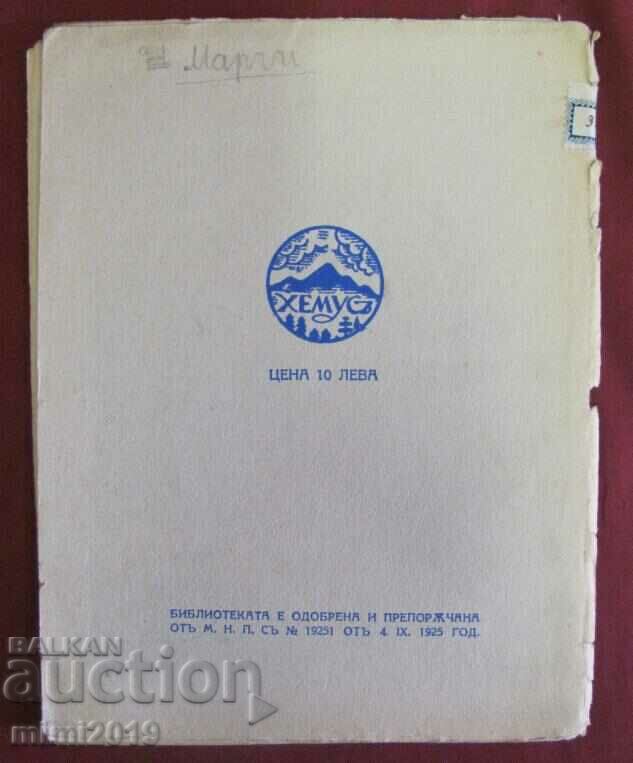 Марги
ХЕМУСЪ
ЦЕНА 10 ЛЕВА
БИБЛИОТЕКАТА Е ОДОБРЕНА И ПРЕПОРѪЧАНА
ОТЪ М. Н. П. СЪ № 19251 ОТЪ 4. IX. 1925 ГОД.
BALKAN
auction
mimi2019